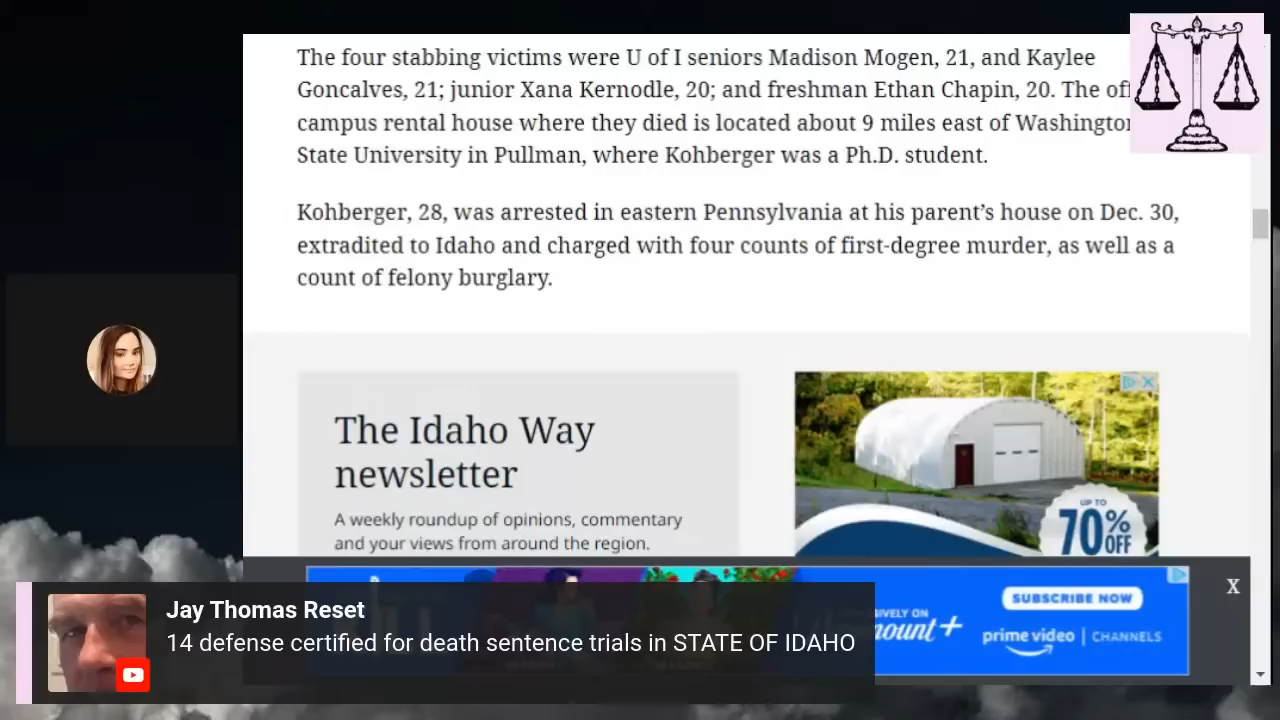 The four stabbing victims were U of I seniors Madison Mogen, 21, and Kaylee
Goncalves, 21; junior Xana Kernodle, 20; and freshman Ethan Chapin, 20. The
campus rental house where they died is located about 9 miles east of Washington
State University in Pullman, where Kohberger was a Ph.D. student.
Kohberger, 28, was arrested in eastern Pennsylvania at his parent’s house on Dec. 30,
extradited to Idaho and charged with four counts of first-degree murder, as well as a
count of felony burglary.
The Idaho Way
newsletter
A weekly roundup of opinions, commentary
and your views from around the region.
UP TO
70%
OFF
X
ON
SUBSCRIBE NOW
prime video | CHANNELS
Jay Thomas Reset
14 defense certified for death sentence trials in STATE OF IDAHO